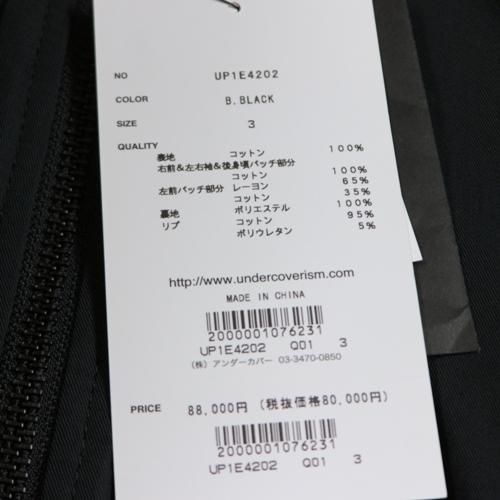 NO UP1E4202
COLOR B.BLACK
SIZE 3
QUALITY
表地 コットン 100%
右前&左右袖&後身頃パッチ部分
コットン 100%
左前パッチ部分 レーヨン 65%
コットン 35%
裏地 ポリエステル 100%
リブ コットン 95%
ポリウレタン 5%
http://www.undercoverism.com
MADE IN CHINA
2000001076231
UP1E4202 Q01 3
(株) アンダーカバー 03-3470-0850
PRICE 88,000円 (税抜価格80,000円)
2000001076231
UP1E4202 Q01 3